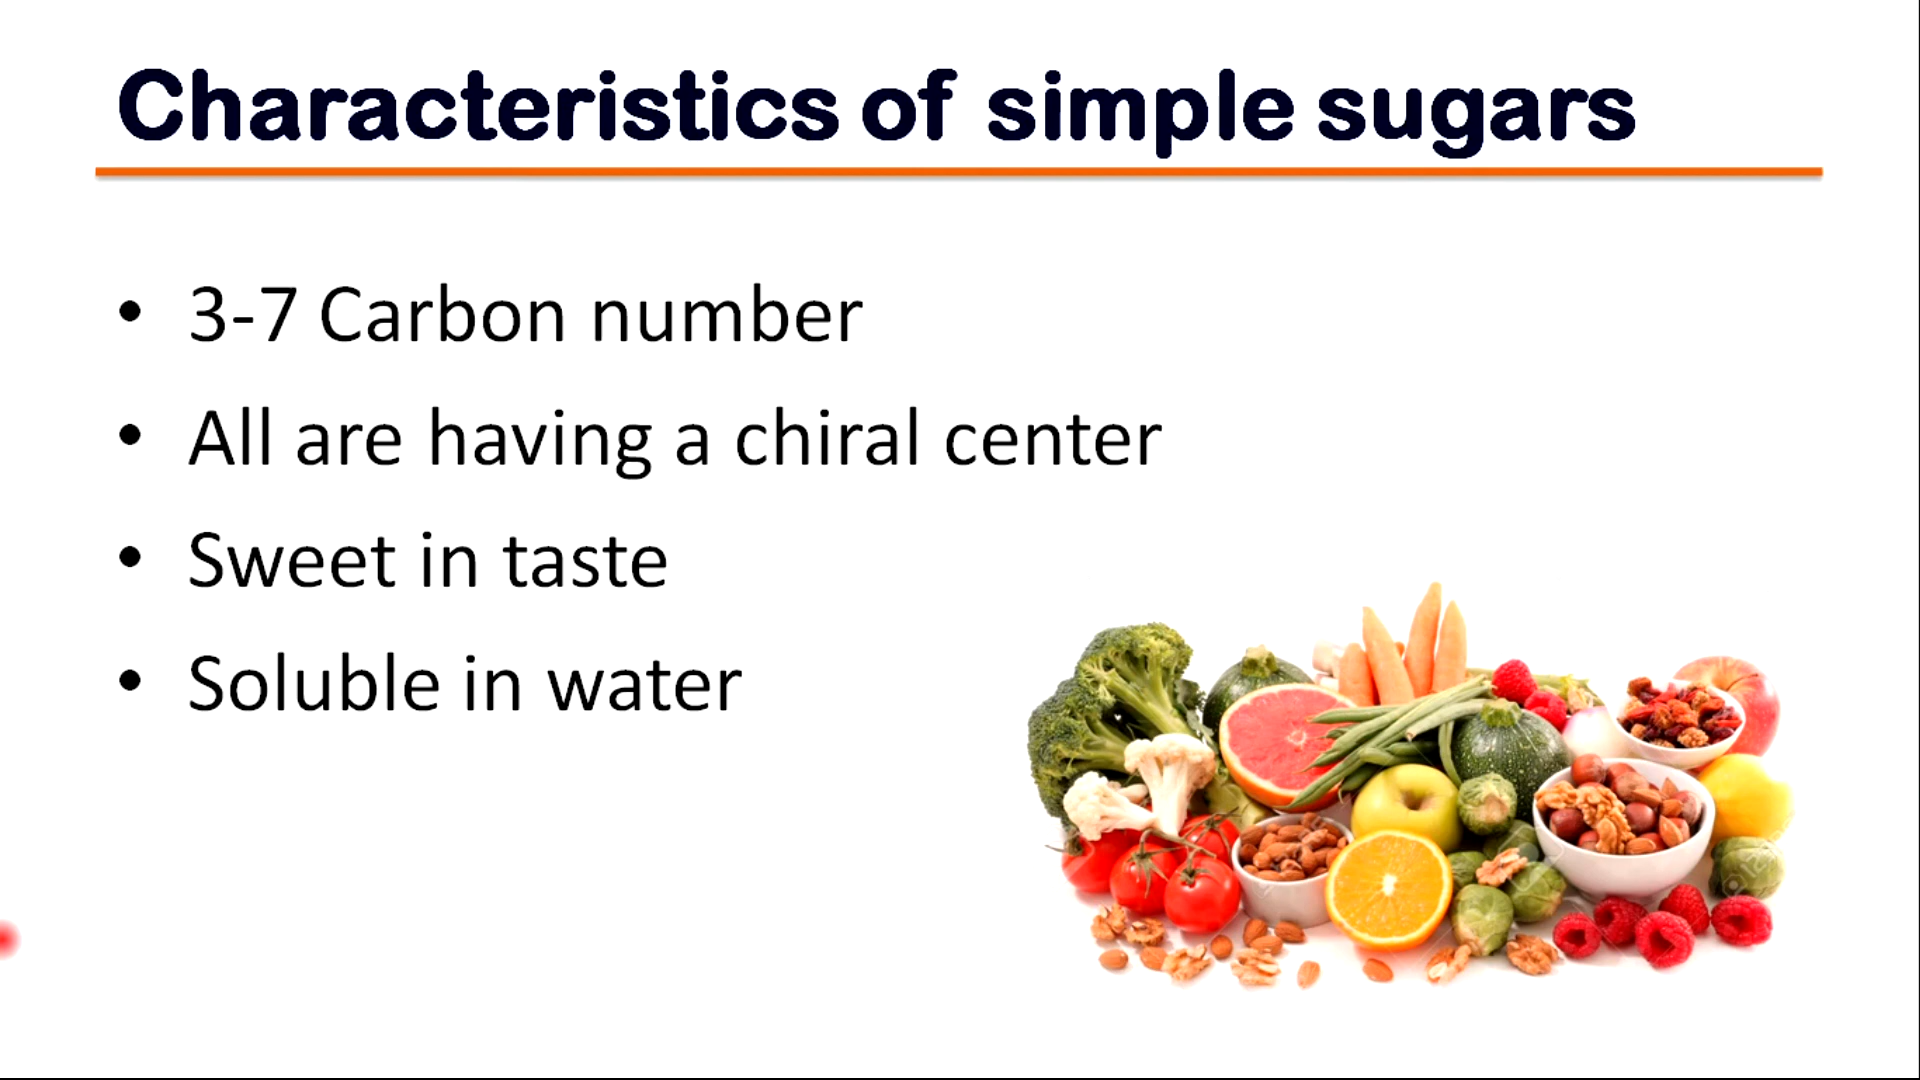 Characteristics of simple sugars
• 3-7 Carbon number
• All are having a chiral center
• Sweet in taste
• Soluble in water